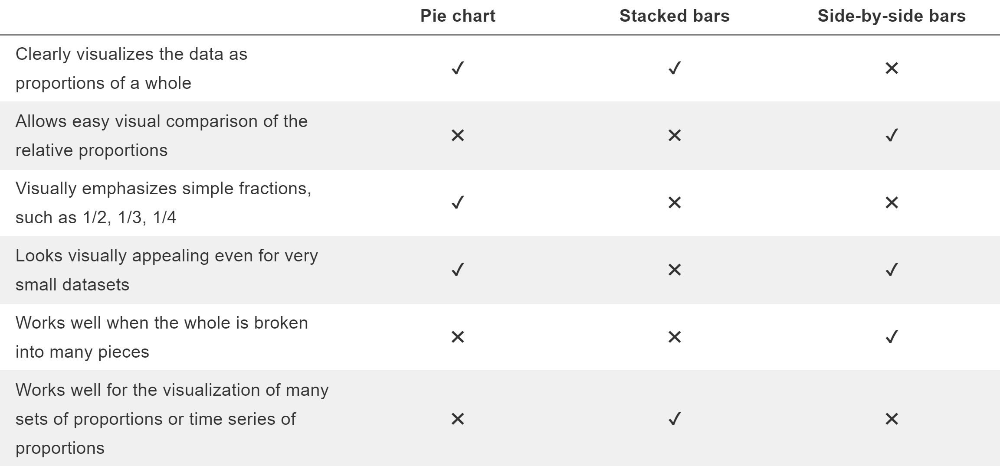 Pie chart Stacked bars Side-by-side bars
Clearly visualizes the data as
proportions of a whole
✓ ✓ ✕
Allows easy visual comparison of the
relative proportions
✕ ✕ ✓
Visually emphasizes simple fractions,
such as 1/2, 1/3, 1/4
✓ ✕ ✕
Looks visually appealing even for very
small datasets
✓ ✕ ✓
Works well when the whole is broken
into many pieces
✕ ✕ ✓
Works well for the visualization of many
sets of proportions or time series of
proportions
✕ ✓ ✕